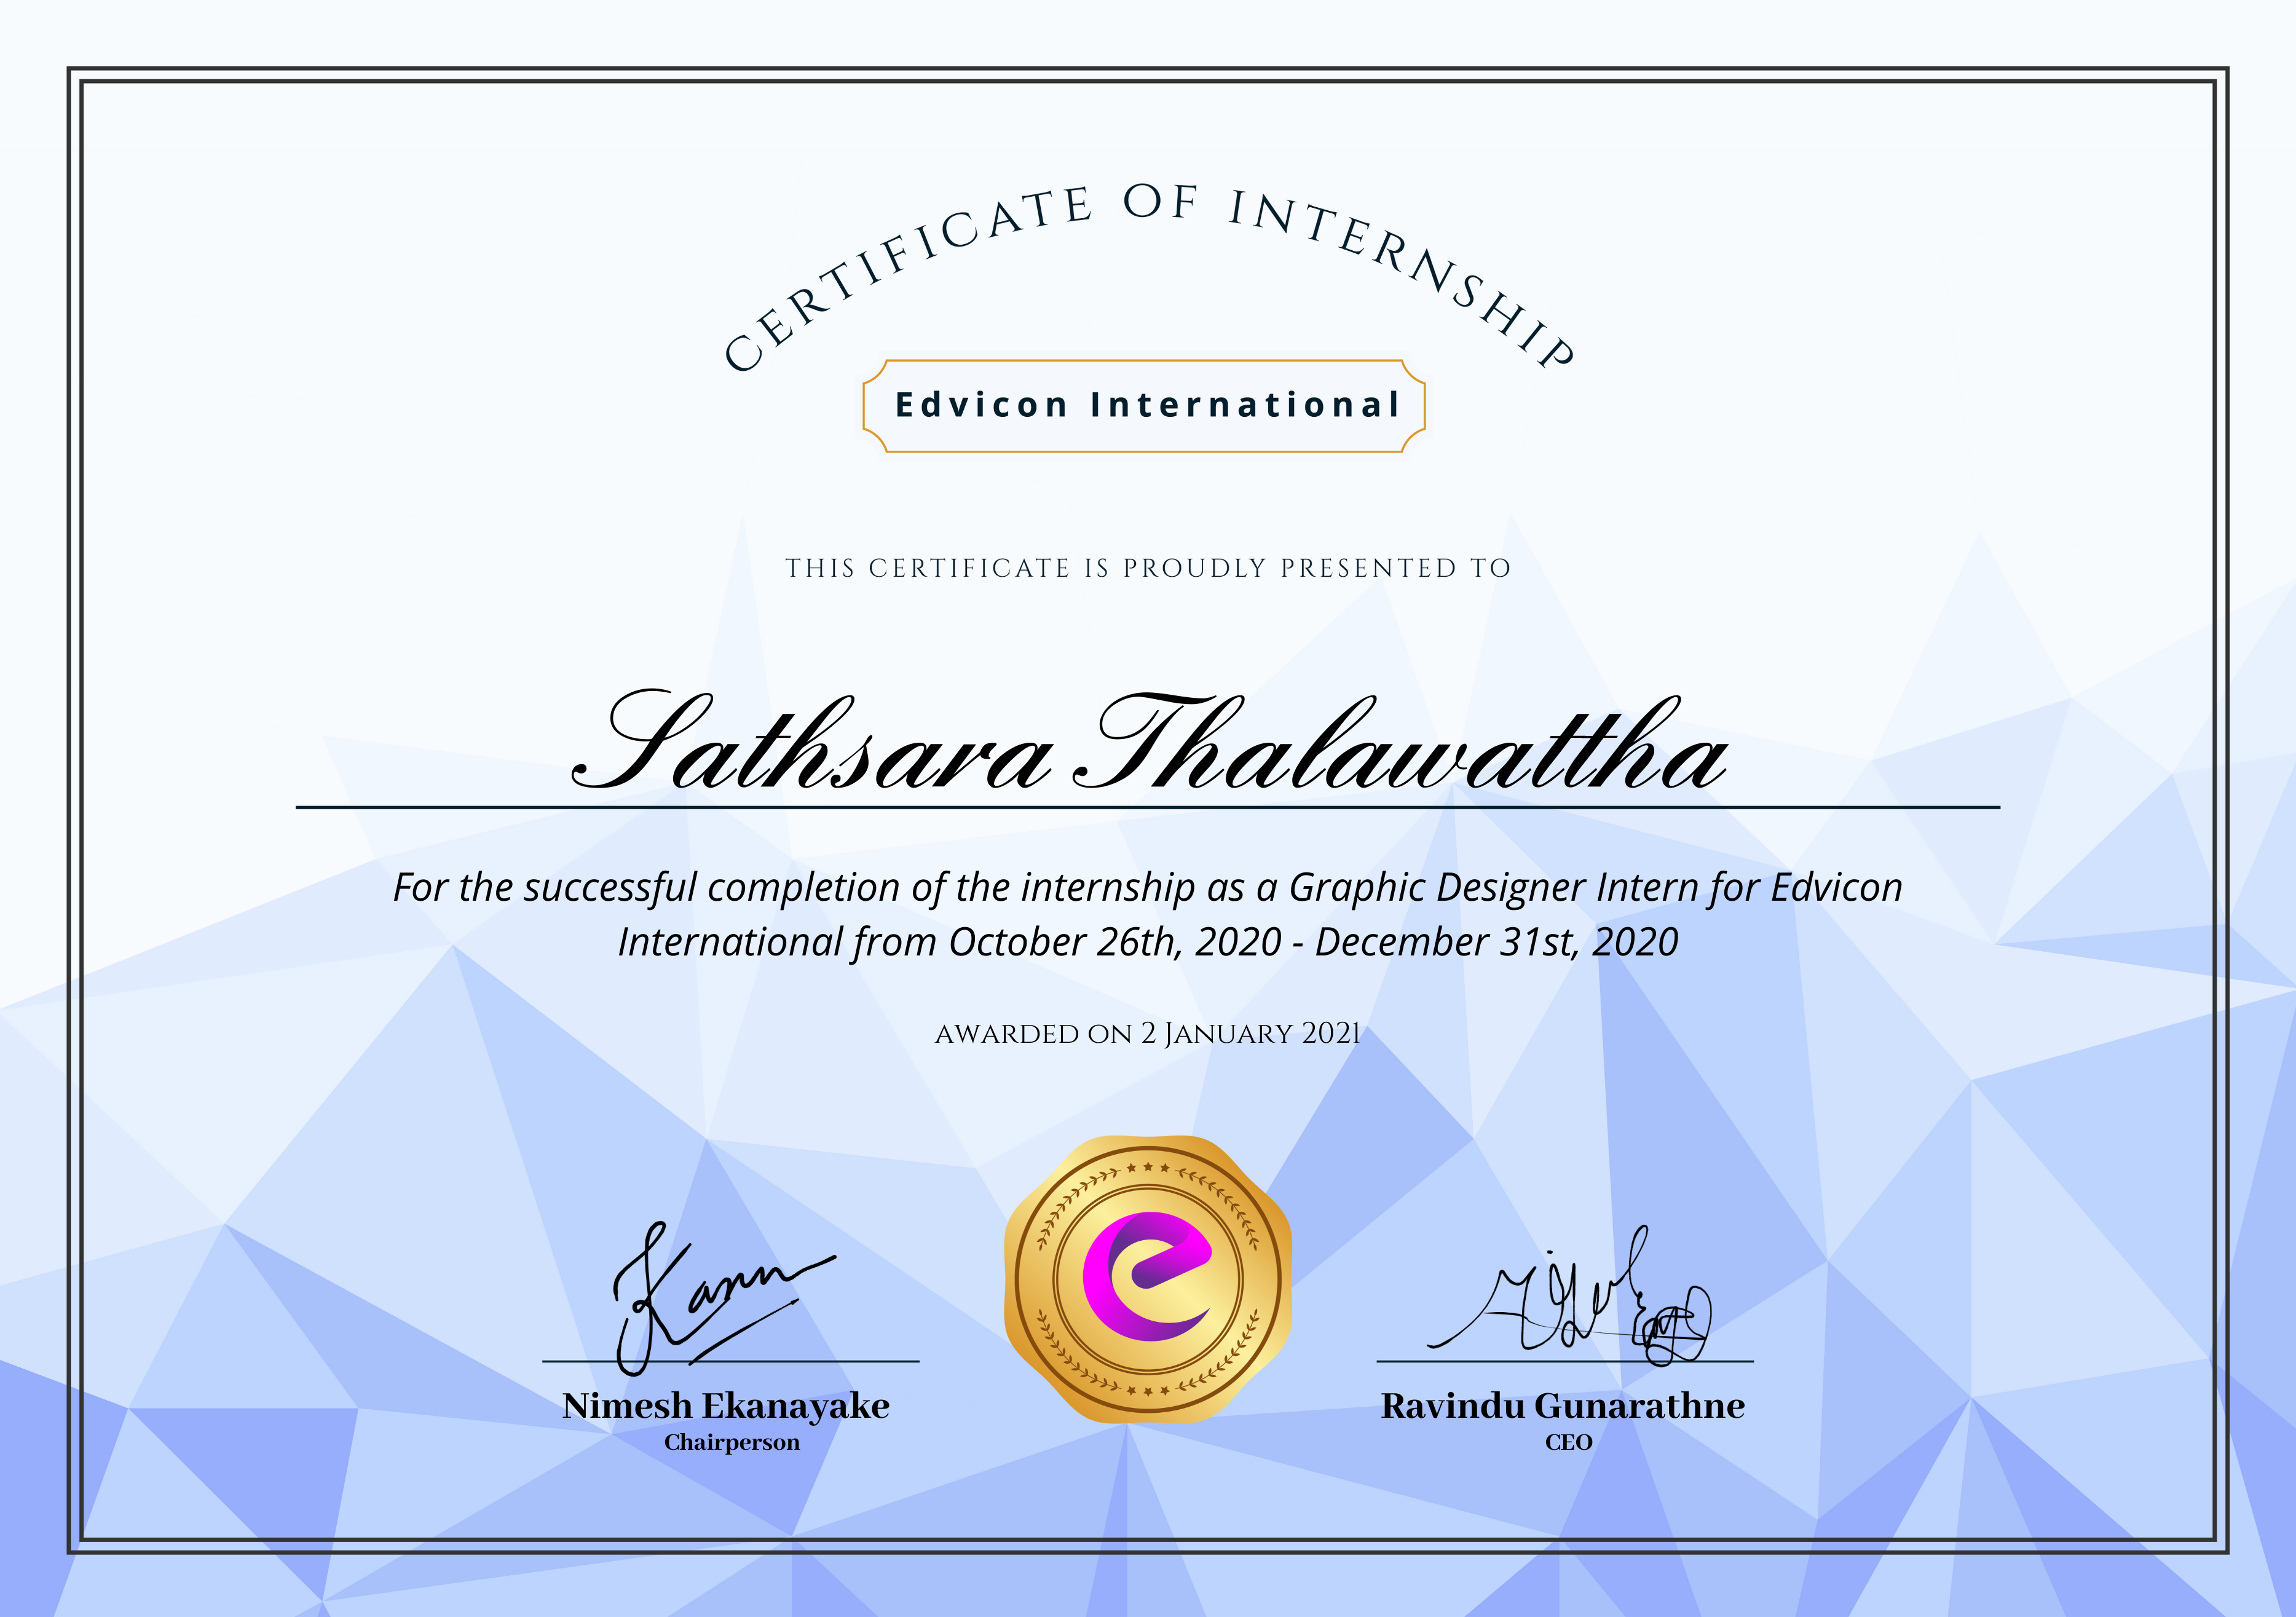 CERTIFICATE OF INTERNSHIP
Edvicon International
THIS CERTIFICATE IS PROUDLY PRESENTED TO
Sathsara Thalawattha
For the successful completion of the internship as a Graphic Designer Intern for Edvicon
International from October 26th, 2020 - December 31st, 2020
AWARDED ON 2 JANUARY 2021
Nimesh Ekanayake
Chairperson
Ravindu Gunarathne
CEO